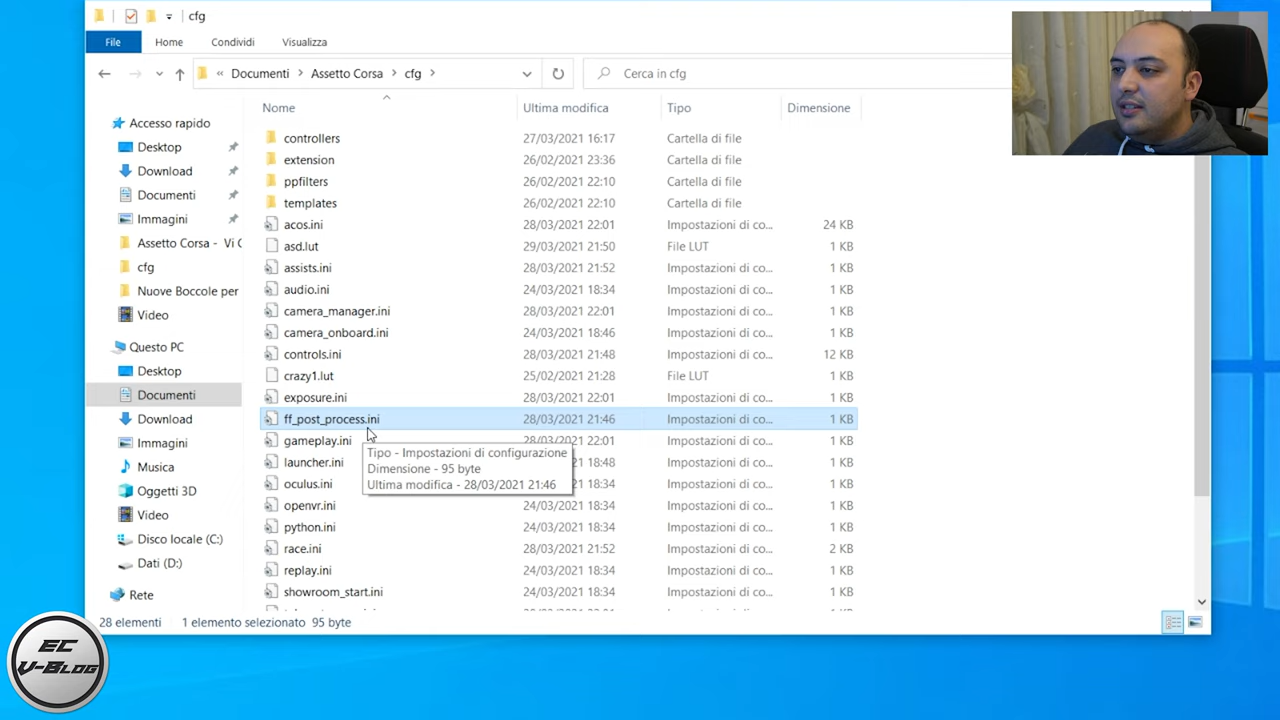 cfg
File Home Condividi Visualizza
« Documenti > Assetto Corsa > cfg > Cerca in cfg
Nome Ultima modifica Tipo Dimensione
Accesso rapido
Desktop
Download
Documenti
Immagini
Assetto Corsa - Vi C
cfg
Nuove Boccole per
Video
Questo PC
Desktop
Documenti
Download
Immagini
Musica
Oggetti 3D
Video
Disco locale (C:)
Dati (D:)
Rete
controllers 27/03/2021 16:17 Cartella di file
extension 26/02/2021 23:36 Cartella di file
ppfilters 26/02/2021 22:10 Cartella di file
templates 26/02/2021 22:10 Cartella di file
acos.ini 28/03/2021 22:01 Impostazioni di co... 24 KB
asd.lut 29/03/2021 21:50 File LUT 1 KB
assists.ini 28/03/2021 21:52 Impostazioni di co... 1 KB
audio.ini 24/03/2021 18:34 Impostazioni di co... 1 KB
camera_manager.ini 28/03/2021 22:01 Impostazioni di co... 1 KB
camera_onboard.ini 24/03/2021 18:46 Impostazioni di co... 1 KB
controls.ini 28/03/2021 21:48 Impostazioni di co... 12 KB
crazy1.lut 25/02/2021 21:28 File LUT 1 KB
exposure.ini 28/03/2021 22:01 Impostazioni di co... 1 KB
ff_post_process.ini 28/03/2021 21:46 Impostazioni di co... 1 KB
gameplay.ini 28/03/2021 22:01 Impostazioni di co... 1 KB
launcher.ini 18:48 Impostazioni di co... 1 KB
oculus.ini 18:34 Impostazioni di co... 1 KB
openvr.ini 24/03/2021 18:34 Impostazioni di co... 1 KB
python.ini 24/03/2021 18:34 Impostazioni di co... 1 KB
race.ini 28/03/2021 21:52 Impostazioni di co... 2 KB
replay.ini 24/03/2021 18:34 Impostazioni di co... 1 KB
showroom_start.ini 24/03/2021 18:34 Impostazioni di co... 1 KB
Tipo - Impostazioni di configurazione
Dimensione - 95 byte
Ultima modifica - 28/03/2021 21:46
28 elementi 1 elemento selezionato 95 byte
EC
V-BLOG